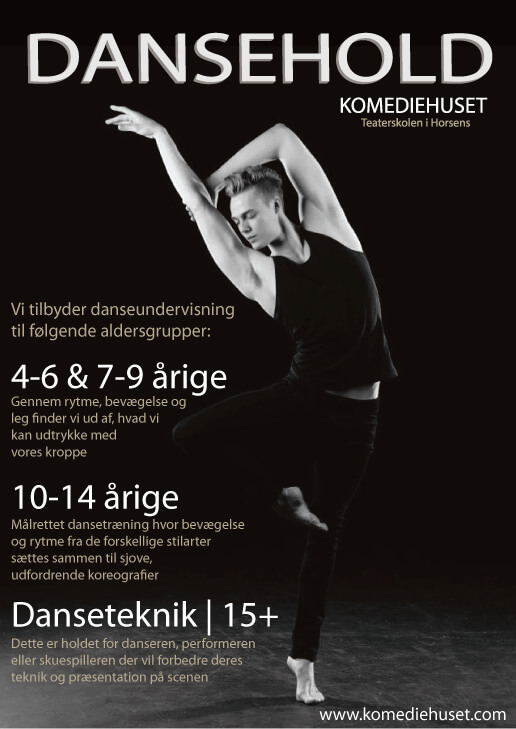 DANSEHOLD
KOMEDIEHUSET
Teaterskolen i Horsens
Vi tilbyder danseundervisning
til følgende aldersgrupper:
4-6 & 7-9 årige
Gennem rytme, bevægelse og
leg finder vi ud af, hvad vi
kan udtrykke med
vores kroppe
10-14 årige
Målrettet dansetræning hvor bevægelse
og rytme fra de forskellige stilarter
sættes sammen til sjove,
udfordrende koreografier
Danseteknik | 15+
Dette er holdet for danseren, performeren
eller skuespilleren der vil forbedre deres
teknik og præsentation på scenen
www.komediehuset.com